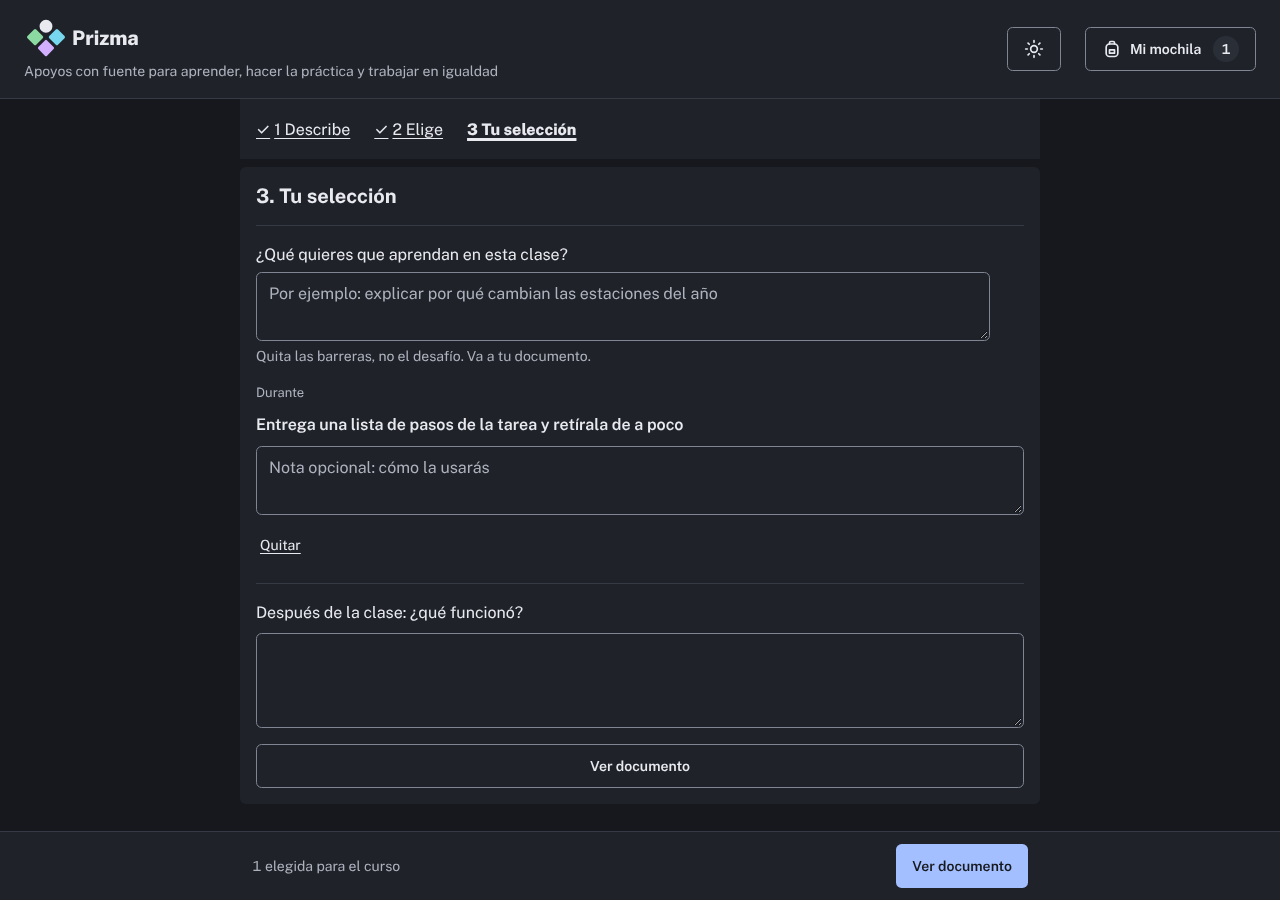 Prizma
Apoyos con fuente para aprender, hacer la práctica y trabajar en igualdad
Mi mochila 1
1 Describe 2 Elige 3 Tu selección
3. Tu selección
¿Qué quieres que aprendan en esta clase?
Por ejemplo: explicar por qué cambian las estaciones del año
Quita las barreras, no el desafío. Va a tu documento.
Durante
Entrega una lista de pasos de la tarea y retírala de a poco
Nota opcional: cómo la usarás
Quitar
Después de la clase: ¿qué funcionó?
Ver documento
1 elegida para el curso
Ver documento